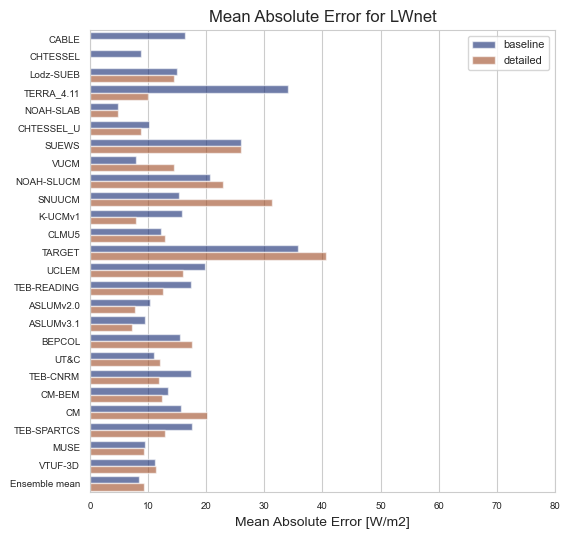 Mean Absolute Error for LWnet
baseline
detailed
CABLE
CHTESSEL
Lodz-SUEB
TERRA_4.11
NOAH-SLAB
CHTESSEL_U
SUEWS
VUCM
NOAH-SLUCM
SNUUCM
K-UCMv1
CLMU5
TARGET
UCLEM
TEB-READING
ASLUMv2.0
ASLUMv3.1
BEPCOL
UT&C
TEB-CNRM
CM-BEM
CM
TEB-SPARTCS
MUSE
VTUF-3D
Ensemble mean
0 10 20 30 40 50 60 70 80
Mean Absolute Error [W/m2]